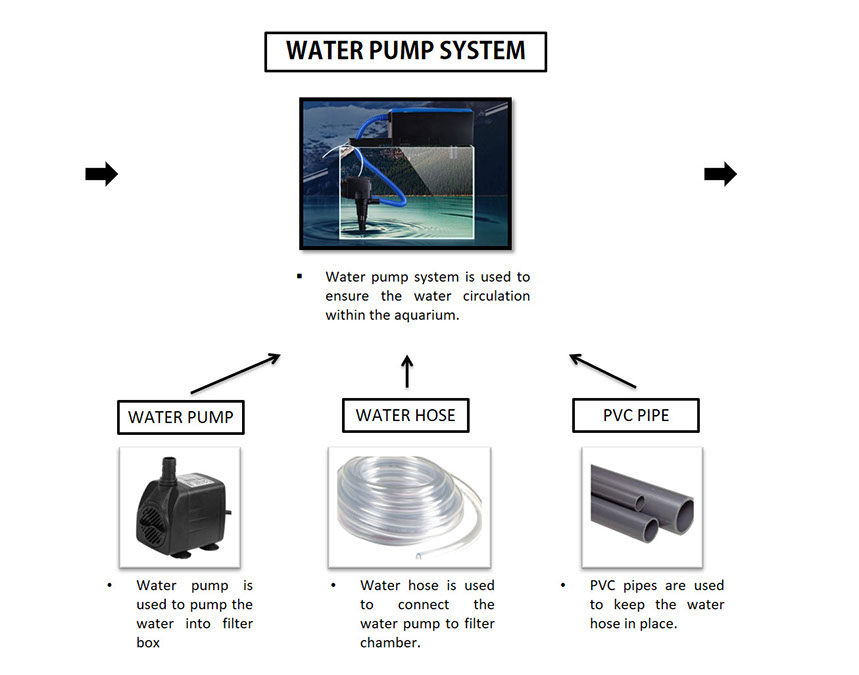 WATER PUMP SYSTEM
▪ Water pump system is used to
ensure the water circulation
within the aquarium.
WATER PUMP
WATER HOSE
PVC PIPE
• Water pump is
used to pump the
water into filter
box
• Water hose is used
to connect the
water pump to filter
chamber.
• PVC pipes are used
to keep the water
hose in place.